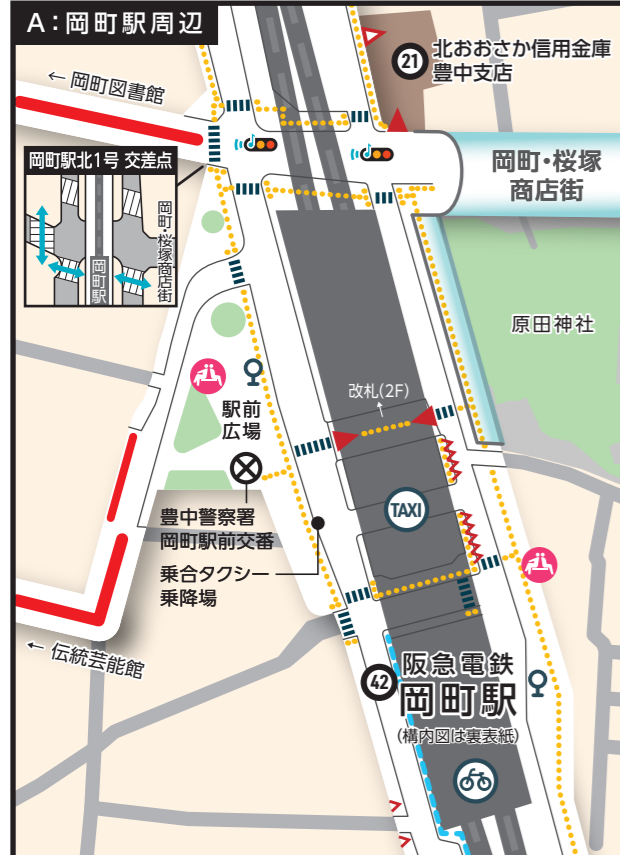 A：岡町駅周辺
21
北おおさか信用金庫
豊中支店
← 岡町図書館
岡町駅北1号 交差点
岡町・桜塚商店街
岡町駅
岡町・桜塚
商店街
原田神社
改札(2F)
駅前
広場
TAXI
豊中警察署
岡町駅前交番
乗合タクシー
乗降場
← 伝統芸能館
42
阪急電鉄
岡町駅
(構内図は裏表紙)